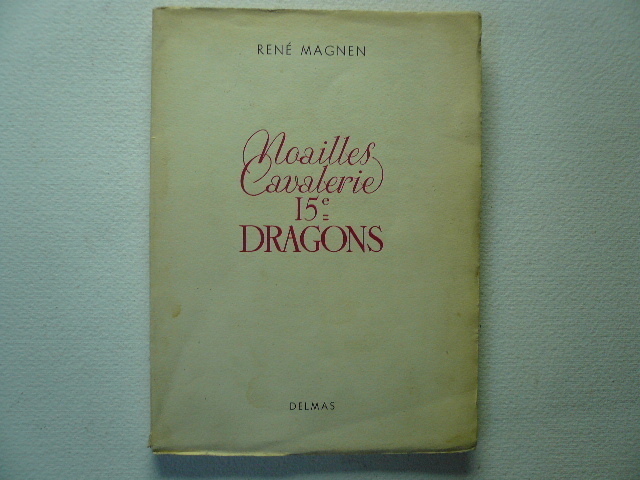 RENÉ MAGNEN
Noailles
Cavalerie
15e
DRAGONS
DELMAS